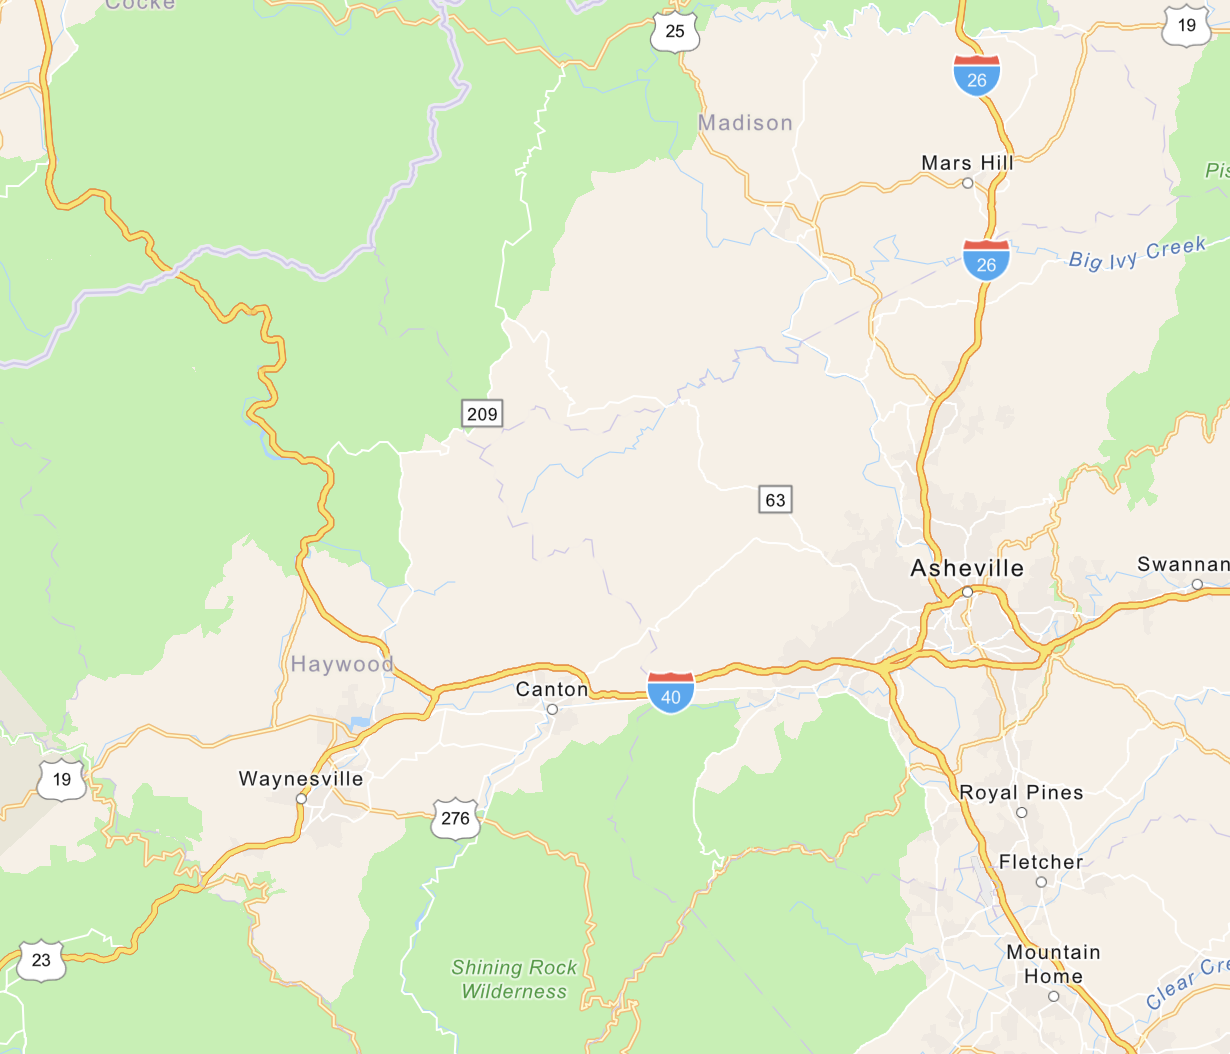 Cocke
25
19
26
Madison
Mars Hill
Pis
26
Big Ivy Creek
209
63
Asheville
Swannan
Haywood
Canton
40
19
Waynesville
276
Royal Pines
Fletcher
23
Shining Rock
Wilderness
Mountain
Home
Clear Cre